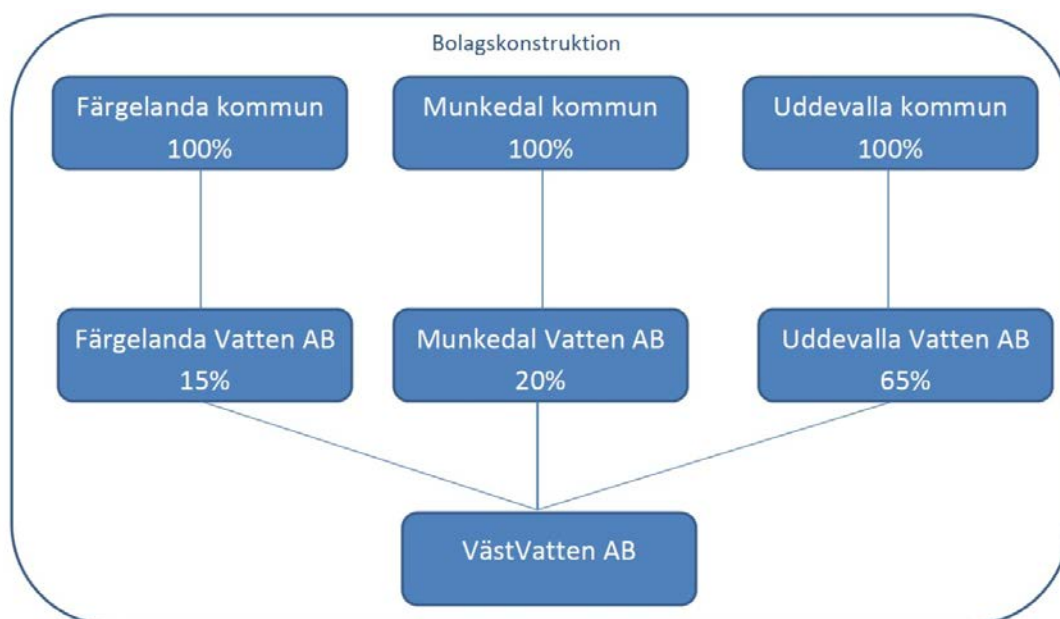 Bolagskonstruktion
Färgelanda kommun
100%
Munkedal kommun
100%
Uddevalla kommun
100%
Färgelanda Vatten AB
15%
Munkedal Vatten AB
20%
Uddevalla Vatten AB
65%
VästVatten AB